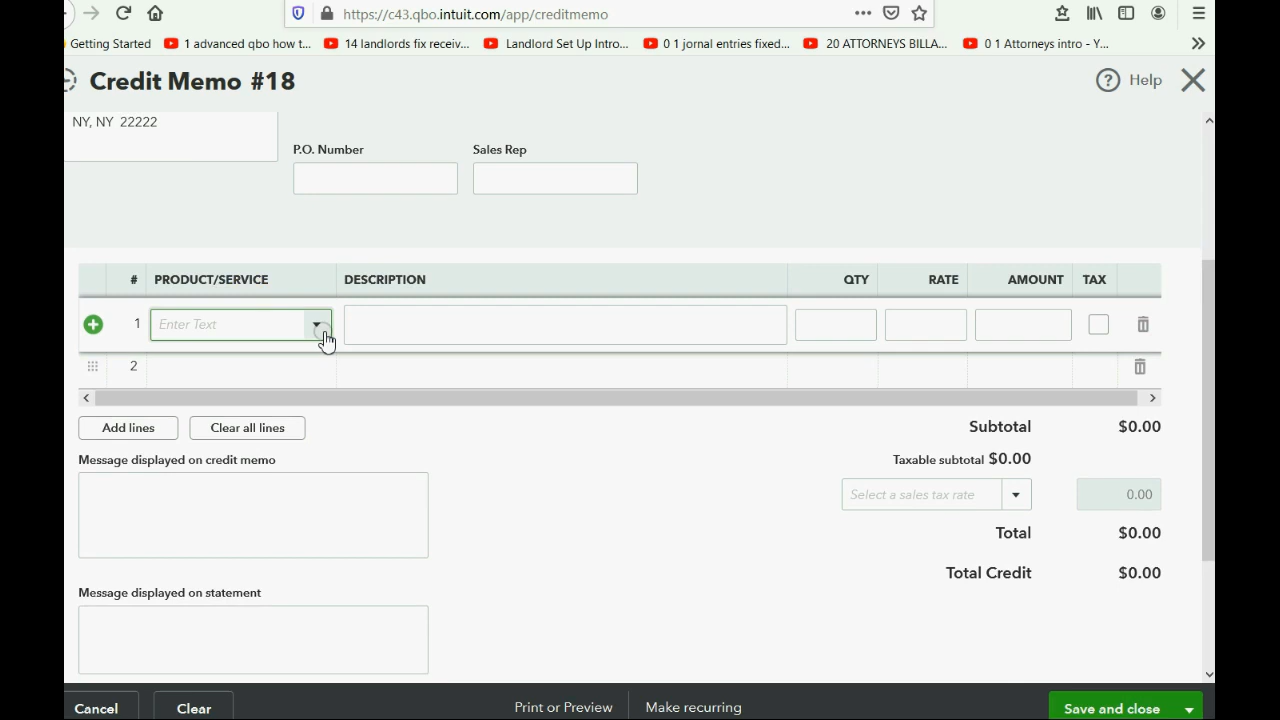 https://c43.qbo.intuit.com/app/creditmemo
Getting Started
1 advanced qbo how t...
14 landlords fix receiv...
Landlord Set Up Intro...
0 1 jornal entries fixed...
20 ATTORNEYS BILLA...
0 1 Attorneys intro - Y...
Credit Memo #18
Help
NY, NY 22222
P.O. Number
Sales Rep
# PRODUCT/SERVICE DESCRIPTION QTY RATE AMOUNT TAX
1 Enter Text
2
Add lines
Clear all lines
Subtotal $0.00
Message displayed on credit memo
Taxable subtotal $0.00
Select a sales tax rate 0.00
Total $0.00
Total Credit $0.00
Message displayed on statement
Cancel
Clear
Print or Preview
Make recurring
Save and close